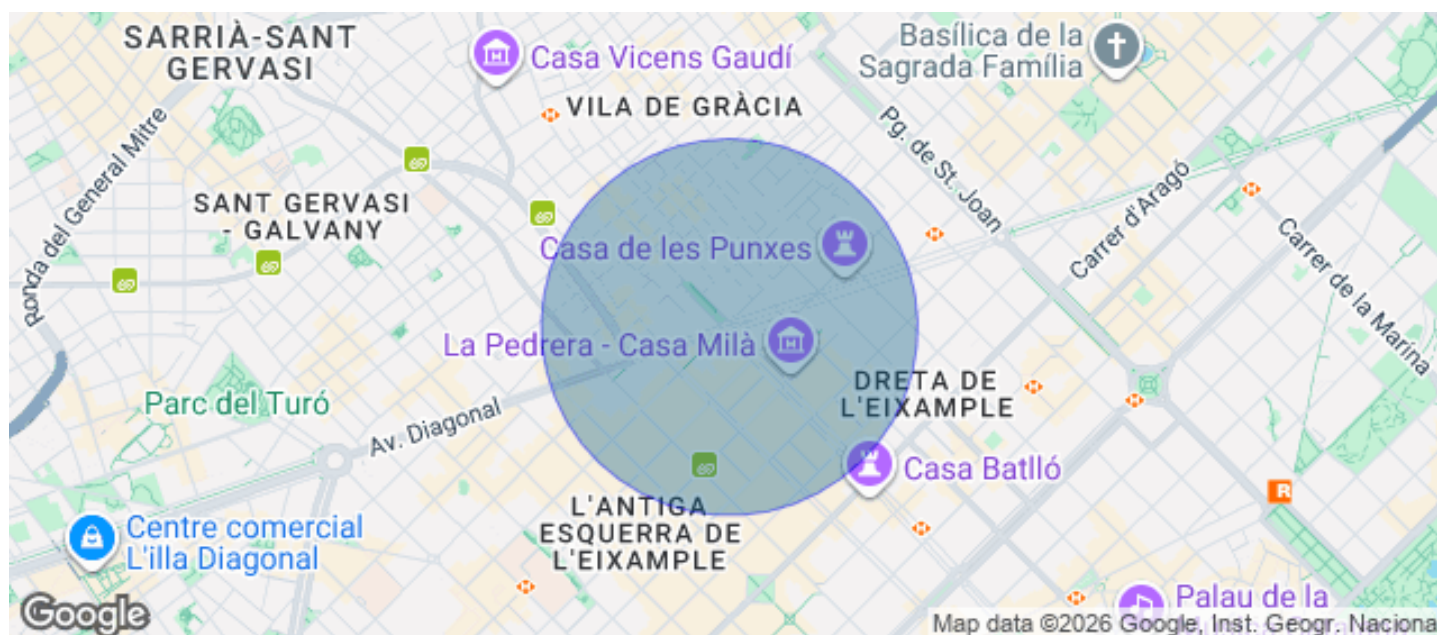 SARRIÀ-SANT
GERVASI
Casa Vicens Gaudí
Basílica de la
Sagrada Família
VILA DE GRÀCIA
Ronda del General Mitre
Pg. de St. Joan
SANT GERVASI
- GALVANY
Casa de les Punxes
Carrer d'Aragó
Carrer de la Marina
La Pedrera - Casa Milà
DRETA DE
L'EIXAMPLE
Parc del Turó
Av. Diagonal
Casa Batlló
R
L'ANTIGA
ESQUERRA DE
L'EIXAMPLE
Centre comercial
L'illa Diagonal
Palau de la
Google
Map data ©2026 Google, Inst. Geogr. Naciona